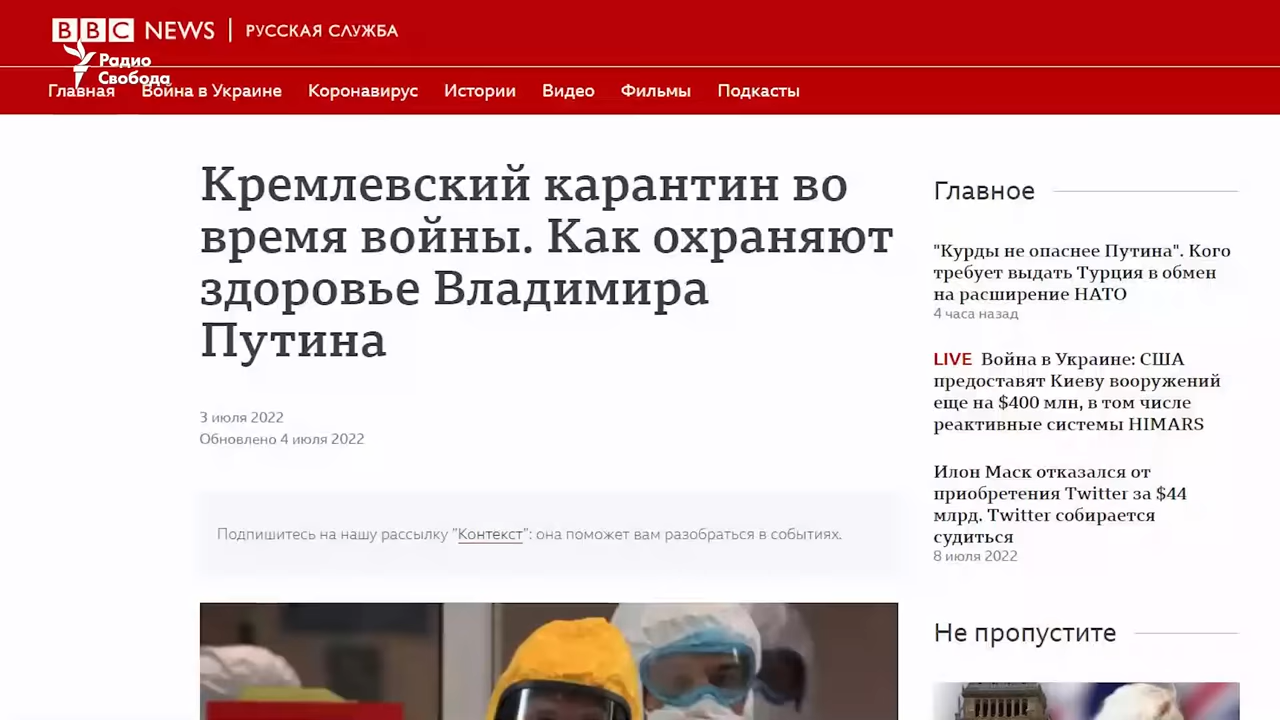 BBC NEWS | РУССКАЯ СЛУЖБА
Радио
Свобода
Главная Война в Украине Коронавирус Истории Видео Фильмы Подкасты
Кремлевский карантин во
время войны. Как охраняют
здоровье Владимира
Путина
3 июля 2022
Обновлено 4 июля 2022
Подпишитесь на нашу рассылку "Контекст": она поможет вам разобраться в событиях.
Главное
"Курды не опаснее Путина". Кого
требует выдать Турция в обмен
на расширение НАТО
4 часа назад
LIVE Война в Украине: США
предоставят Киеву вооружений
еще на $400 млн, в том числе
реактивные системы HIMARS
Илон Маск отказался от
приобретения Twitter за $44
млрд. Twitter собирается
судиться
8 июля 2022
Не пропустите